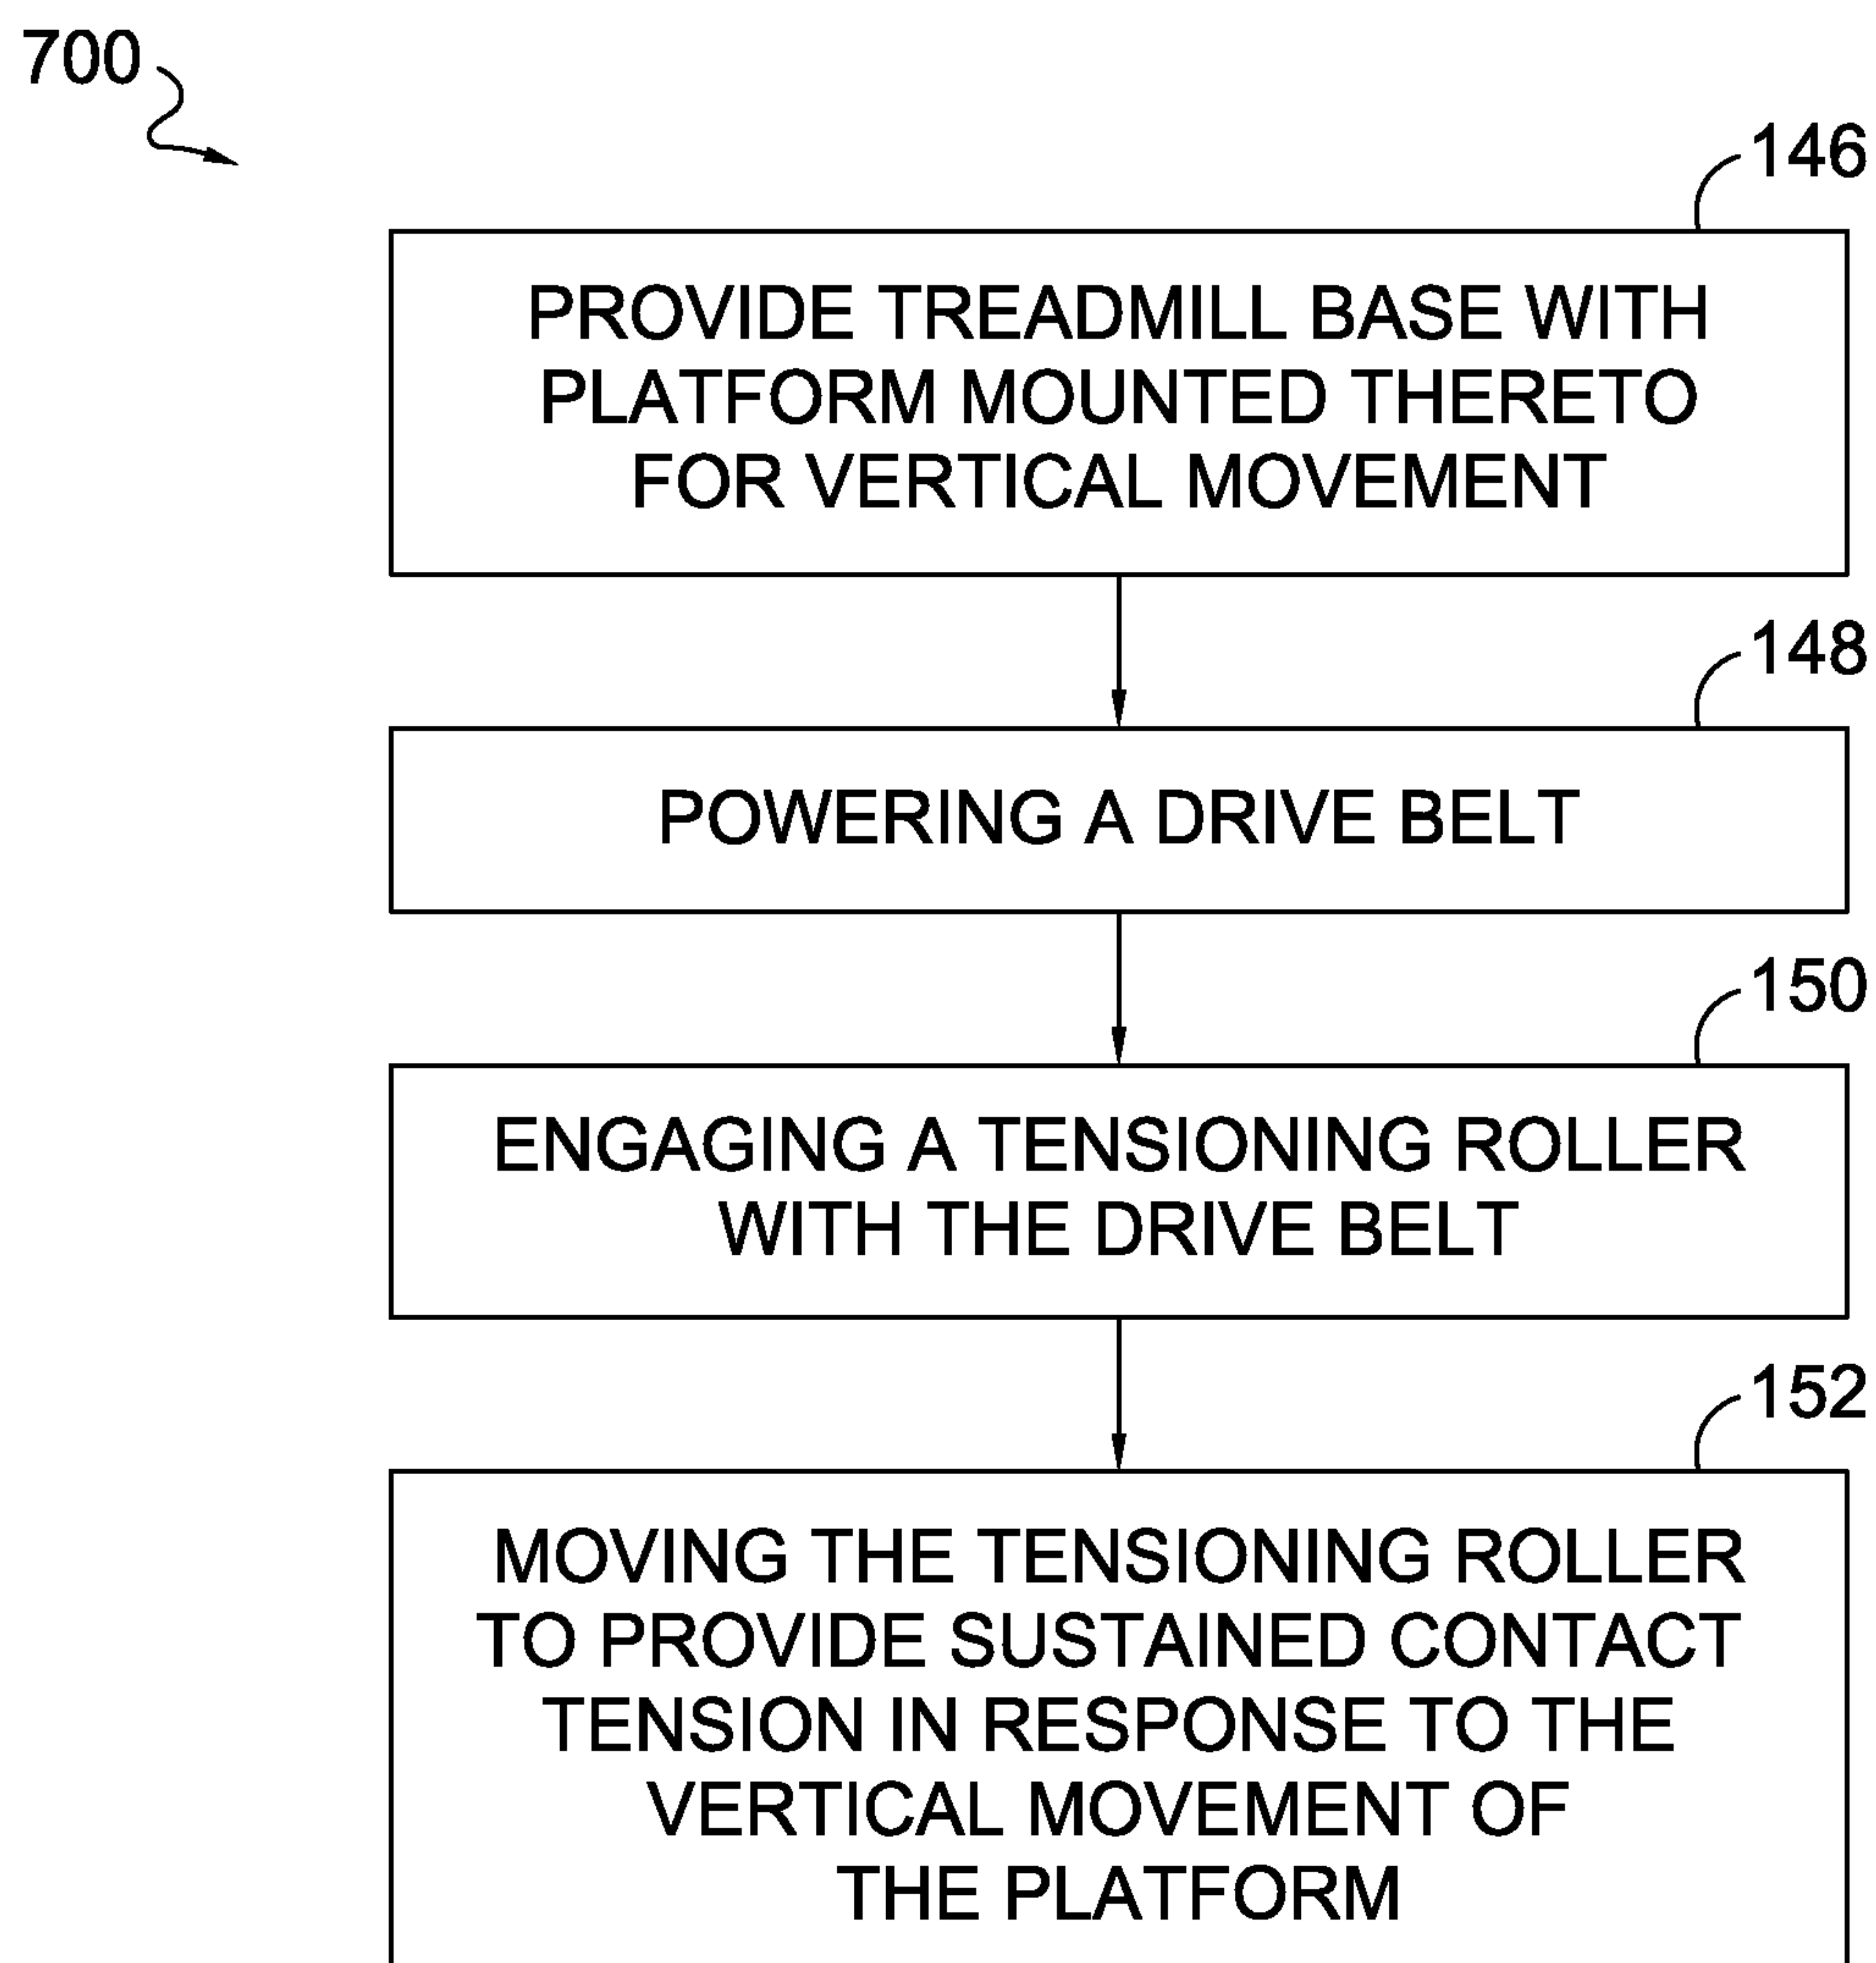 700
146
PROVIDE TREADMILL BASE WITH
PLATFORM MOUNTED THERETO
FOR VERTICAL MOVEMENT
148
POWERING A DRIVE BELT
150
ENGAGING A TENSIONING ROLLER
WITH THE DRIVE BELT
152
MOVING THE TENSIONING ROLLER
TO PROVIDE SUSTAINED CONTACT
TENSION IN RESPONSE TO THE
VERTICAL MOVEMENT OF
THE PLATFORM